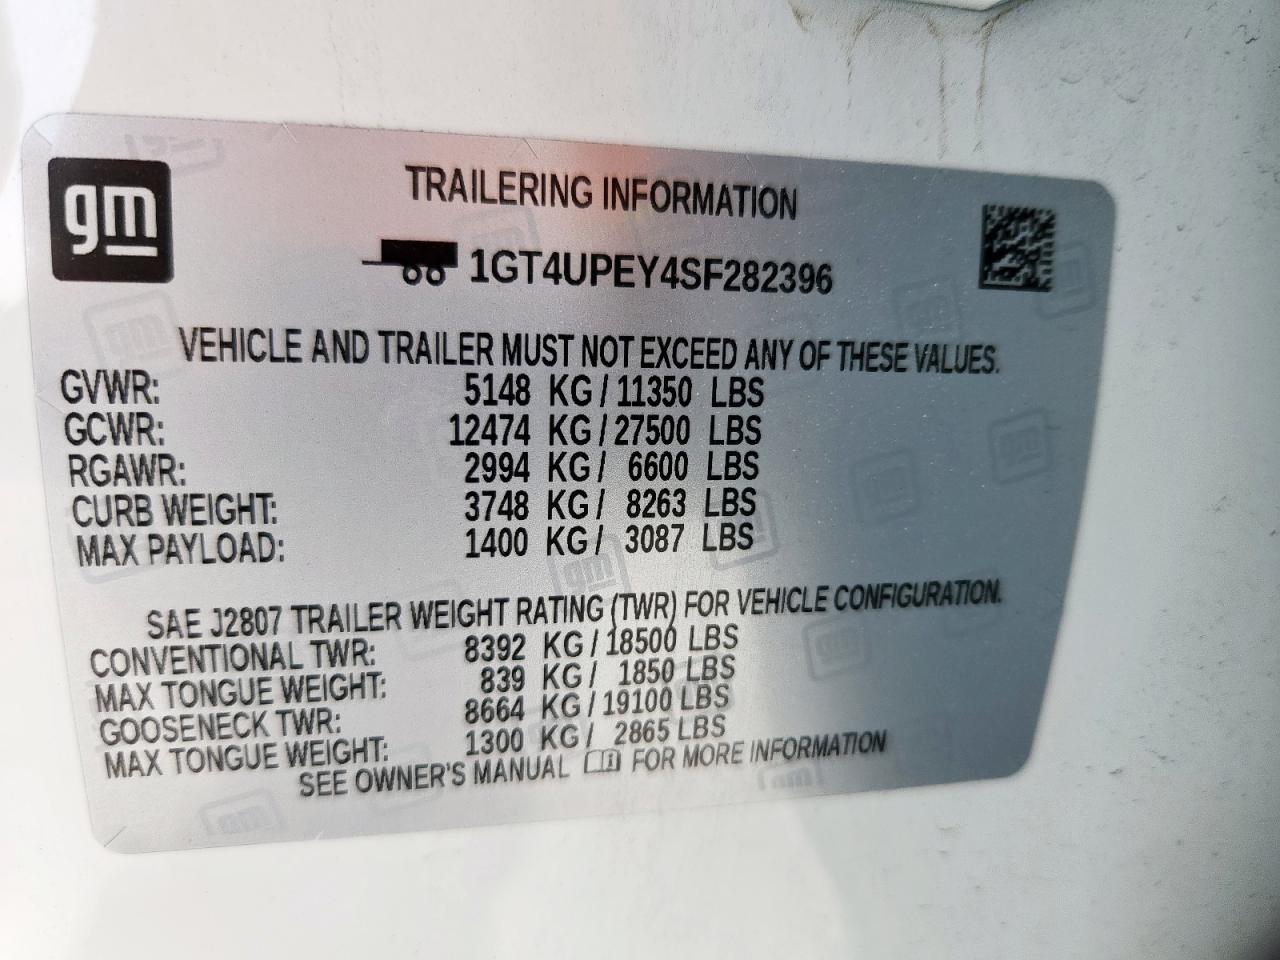 gm
TRAILERING INFORMATION
1GT4UPEY4SF282396
VEHICLE AND TRAILER MUST NOT EXCEED ANY OF THESE VALUES.
GVWR: 5148 KG / 11350 LBS
GCWR: 12474 KG / 27500 LBS
RGAWR: 2994 KG / 6600 LBS
CURB WEIGHT: 3748 KG / 8263 LBS
MAX PAYLOAD: 1400 KG / 3087 LBS
SAE J2807 TRAILER WEIGHT RATING (TWR) FOR VEHICLE CONFIGURATION.
CONVENTIONAL TWR: 8392 KG / 18500 LBS
MAX TONGUE WEIGHT: 839 KG / 1850 LBS
GOOSENECK TWR: 8664 KG / 19100 LBS
MAX TONGUE WEIGHT: 1300 KG / 2865 LBS
SEE OWNER'S MANUAL FOR MORE INFORMATION